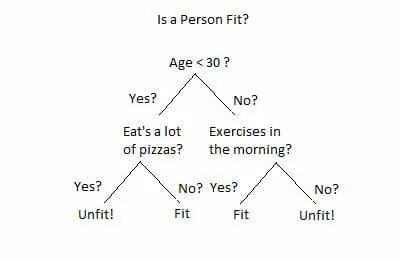 Is a Person Fit?
Age < 30 ?
Yes?
No?
Eat's a lot
of pizzas?
Exercises in
the morning?
Yes?
No?
Yes?
No?
Unfit!
Fit
Fit
Unfit!